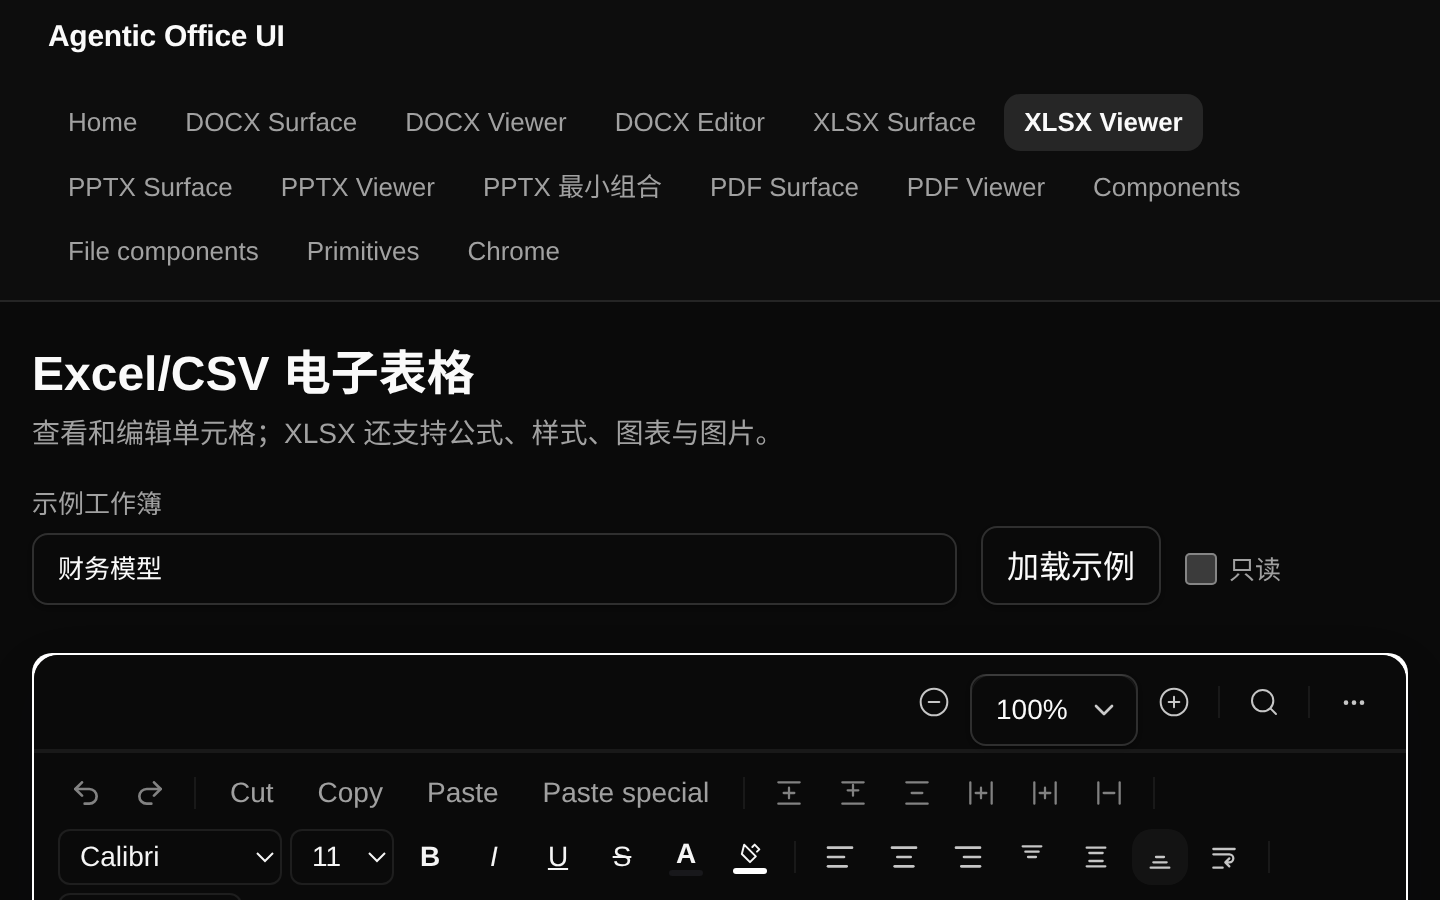 Agentic Office UI
Home DOCX Surface DOCX Viewer DOCX Editor XLSX Surface XLSX Viewer
PPTX Surface PPTX Viewer PPTX 最小组合 PDF Surface PDF Viewer Components
File components Primitives Chrome
Excel/CSV 电子表格
查看和编辑单元格；XLSX 还支持公式、样式、图表与图片。
示例工作簿
财务模型 加载示例 只读
100%
Cut Copy Paste Paste special
Calibri 11 B I U S A